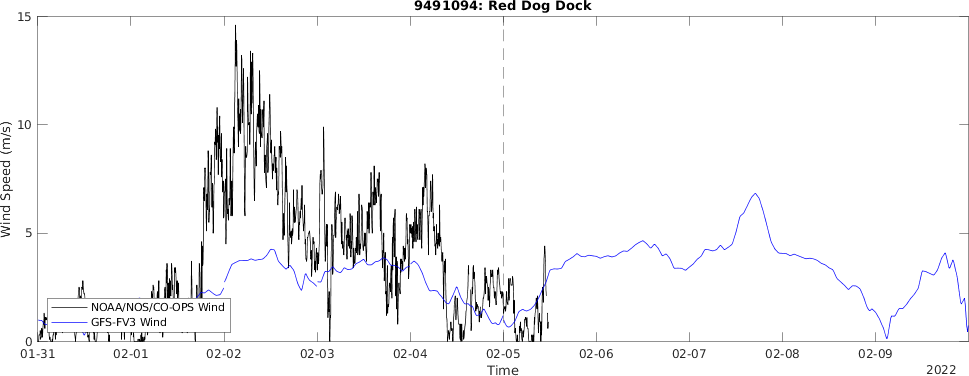 9491094: Red Dog Dock
15
10
5
0
Wind Speed (m/s)
NOAA/NOS/CO-OPS Wind
GFS-FV3 Wind
01-31 02-01 02-02 02-03 02-04 02-05 02-06 02-07 02-08 02-09
Time
2022